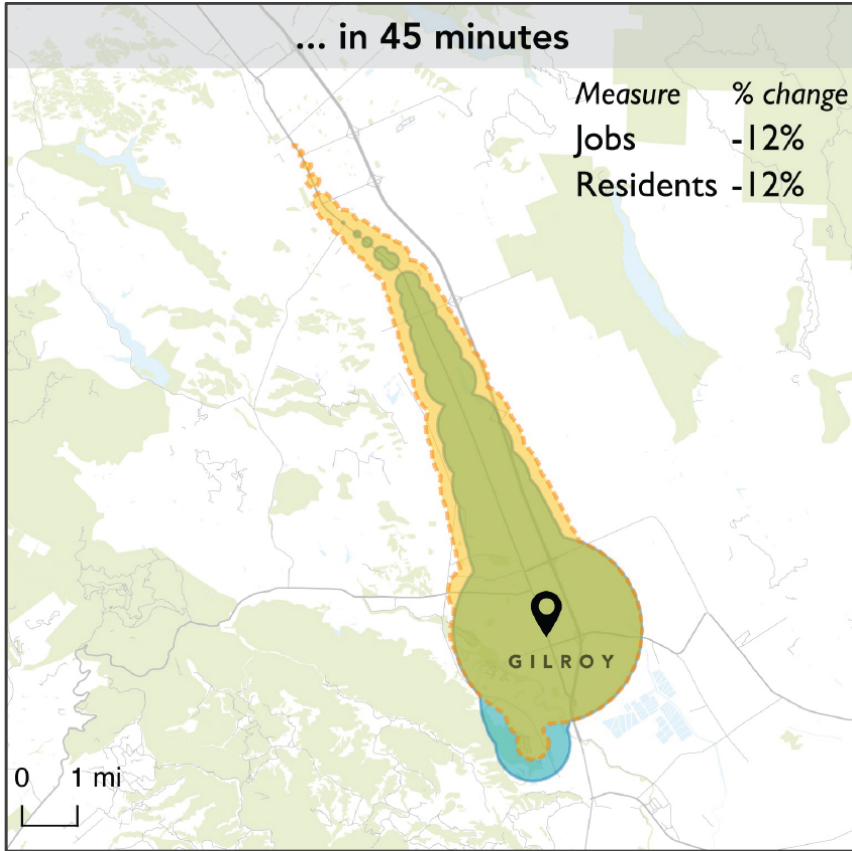 ... in 45 minutes
Measure % change
Jobs -12%
Residents -12%
GILROY
0 1 mi